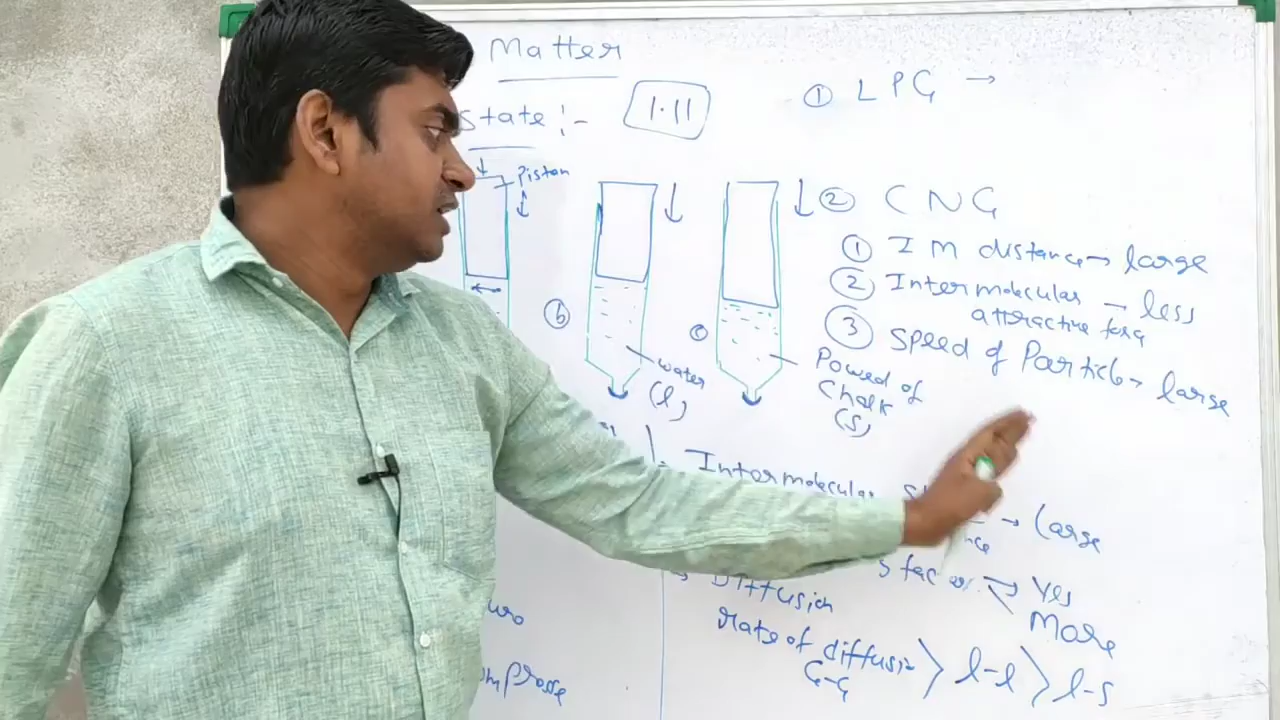 Matter
state :-
1.11
① LPG →
Piston
② CNG
① IM distance→ large
② Intermolecular – less
attractive force
③ Speed of Particle→ large
ⓑ
water
(l)
Powed of
Chalk
(S)
Intermolecular
→ large
Diffusion
→ Yes
More
Rate of diffusion
G-G > l-l > l-s